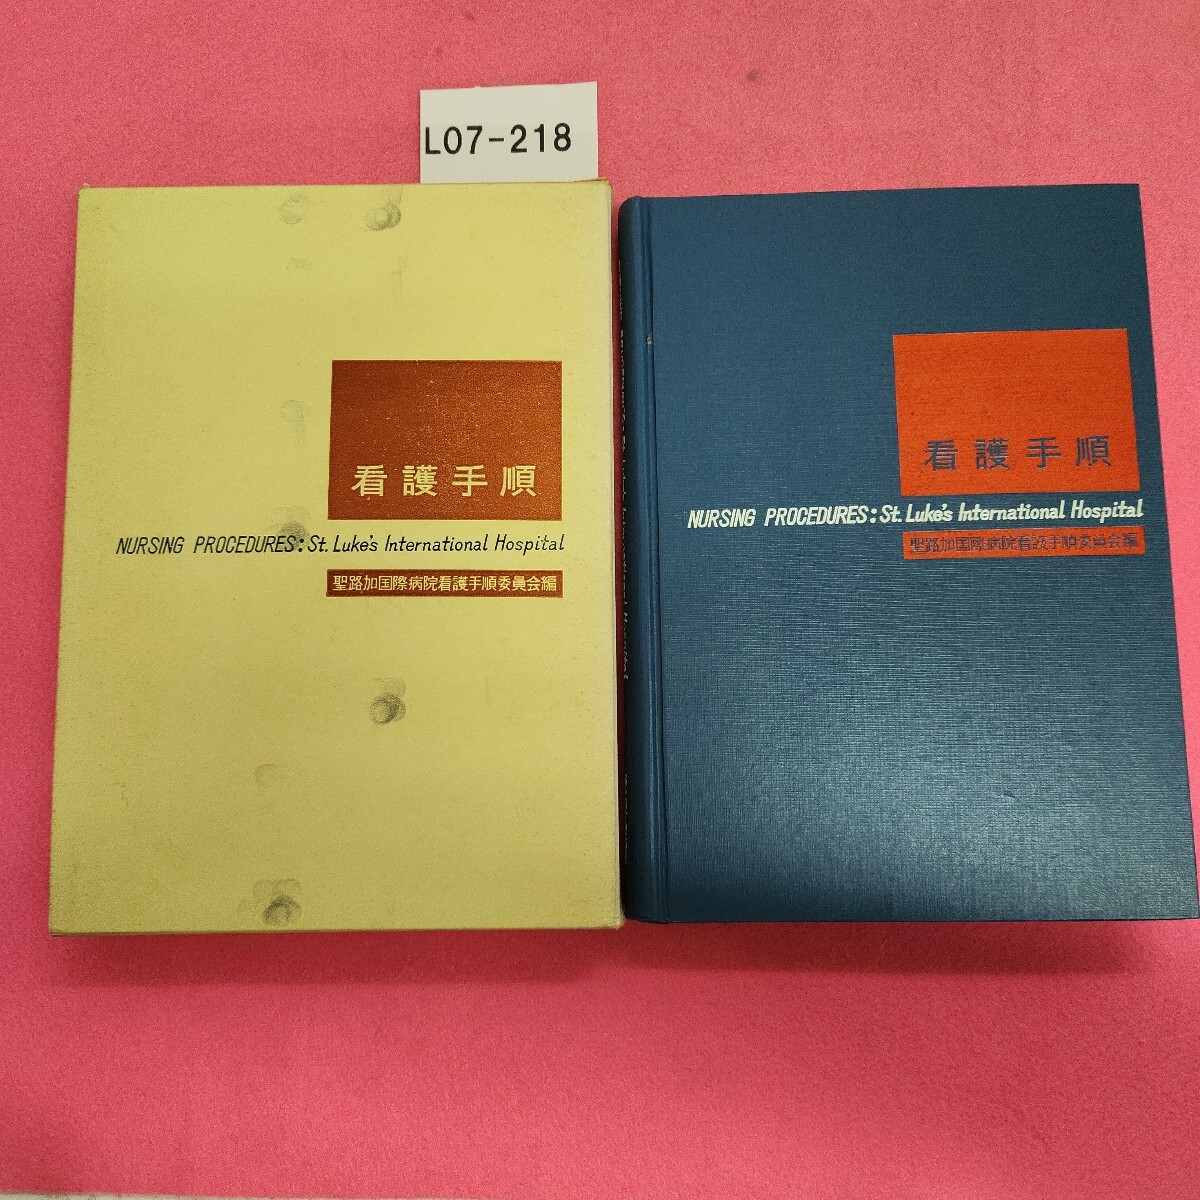 L07-218
看護手順
NURSING PROCEDURES: St. Luke's International Hospital
聖路加国際病院看護手順委員会編
看護手順
NURSING PROCEDURES: St. Luke's International Hospital
聖路加国際病院看護手順委員会編